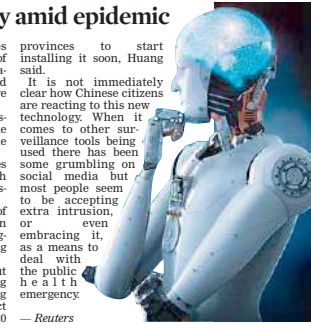 y amid epidemic
provinces to start
installing it soon, Huang
said.
It is not immediately
clear how Chinese citizens
are reacting to this new
technology. When it
comes to other sur-
veillance tools being
used there has been
some grumbling on
social media but
most people seem
to be accepting
extra intrusion,
or even
embracing it,
as a means to
deal with
the public
health
emergency.
— Reuters